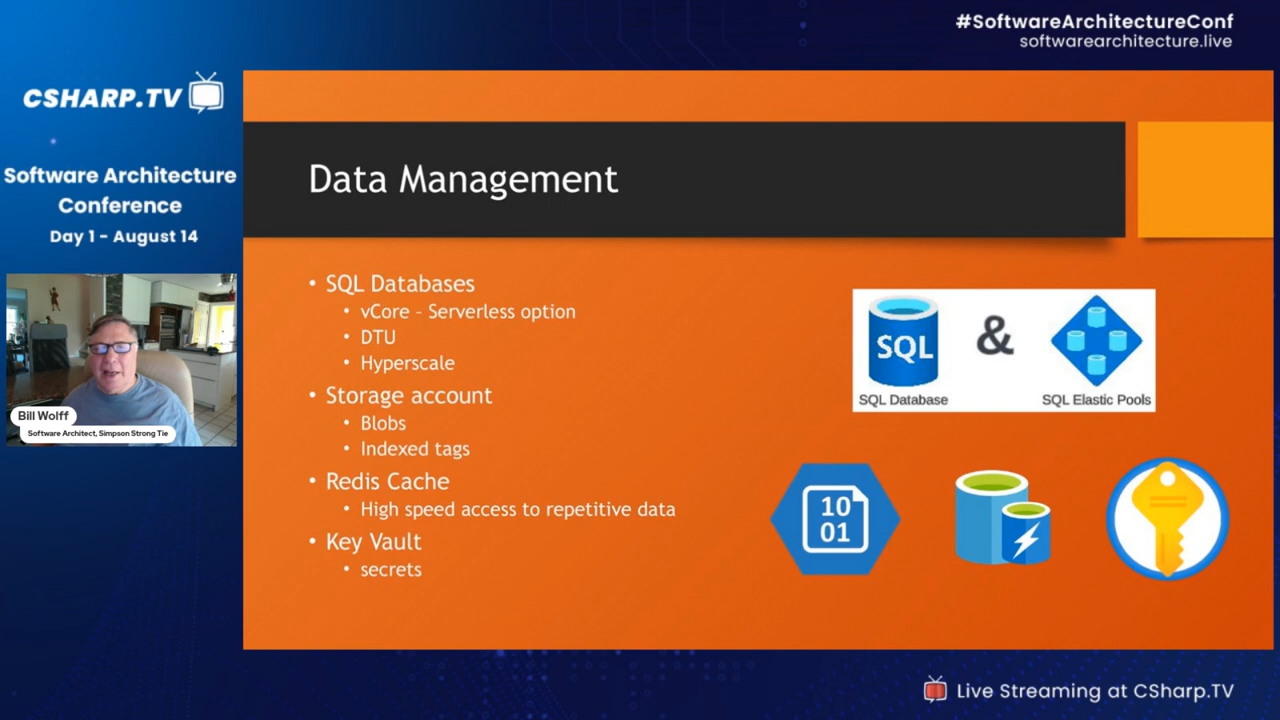 #SoftwareArchitectureConf
softwarearchitecture.live
CSHARP.TV
Software Architecture
Conference
Day 1 - August 14
Bill Wolff
Software Architect, Simpson Strong Tie
Data Management
• SQL Databases
• vCore – Serverless option
• DTU
• Hyperscale
• Storage account
• Blobs
• Indexed tags
• Redis Cache
• High speed access to repetitive data
• Key Vault
• secrets
SQL
&
SQL Database
SQL Elastic Pools
10
01
Live Streaming at CSharp.TV